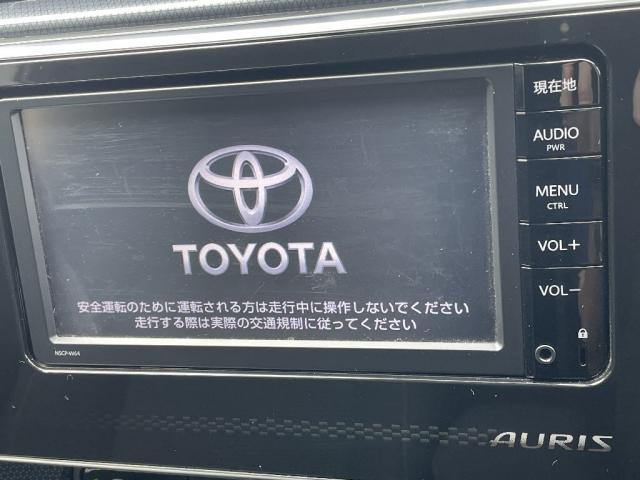 現在地
AUDIO
PWR
MENU
CTRL
VOL+
VOL−
TOYOTA
安全運転のために運転される方は走行中に操作しないでください
走行する際は実際の交通規制に従ってください
NSCP-W64
AURIS